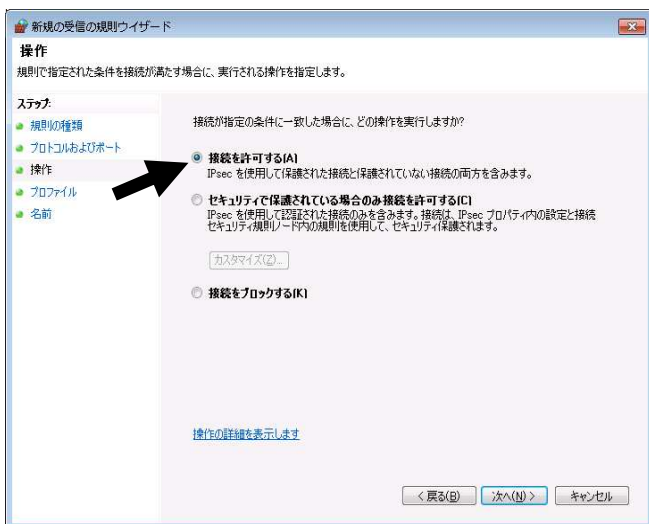 新規の受信の規則ウィザード
操作
規則で指定された条件を接続が満たす場合に、実行される操作を指定します。
ステップ:
規則の種類
プロトコルおよびポート
操作
プロファイル
名前
接続が指定の条件に一致した場合に、どの操作を実行しますか?
接続を許可する(A)
IPsec を使用して保護された接続と保護されていない接続の両方を含みます。
セキュリティで保護されている場合のみ接続を許可する(C)
IPsec を使用して認証された接続のみを含みます。接続は、IPsec プロパティ内の設定と接続
セキュリティ規則ノード内の規則を使用して、セキュリティ保護されます。
カスタマイズ(Z)...
接続をブロックする(K)
操作の詳細を表示します
< 戻る(B)
次へ(N) >
キャンセル